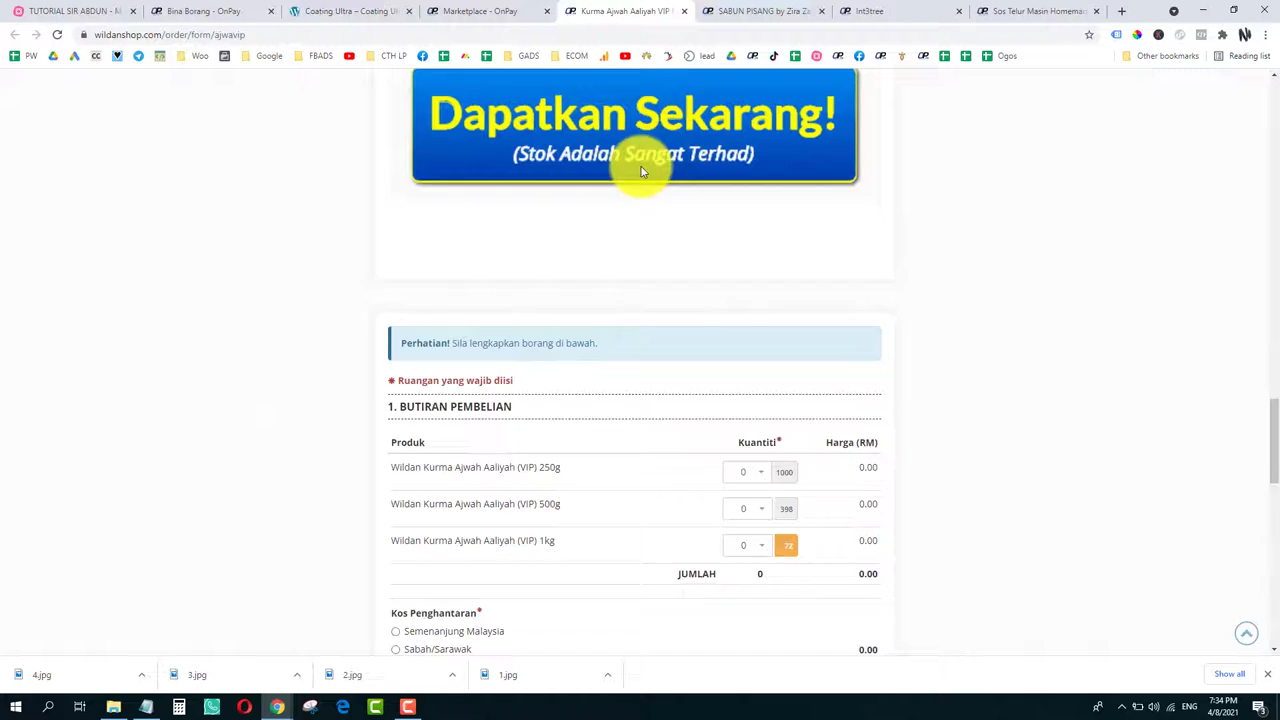 TUTORIAL SIR ABDUN - M
Bina Borang - OnPay
Coating Ultra – Coating U
Marketplace - OnPay
Kurma Ajwah Aaliyah VIP
SABUN PISANG by Zira Za
Int3tree
Sos Telur Masin Homema
wildanshop.com/order/form/ajwavip
PW
Woo
Google
FBADS
CTH LP
GADS
ECOM
lead
Ogos
Other bookmarks
Reading list
Dapatkan Sekarang!
(Stok Adalah Sangat Terhad)
Perhatian! Sila lengkapkan borang di bawah.
Ruangan yang wajib diisi
1. BUTIRAN PEMBELIAN
Produk Kuantiti* Harga (RM)
Wildan Kurma Ajwah Aaliyah (VIP) 250g 0 1000 0.00
Wildan Kurma Ajwah Aaliyah (VIP) 500g 0 398 0.00
Wildan Kurma Ajwah Aaliyah (VIP) 1kg 0 72 0.00
JUMLAH 0 0.00
Kos Penghantaran*
Semenanjung Malaysia
Sabah/Sarawak 0.00
4.jpg
3.jpg
2.jpg
1.jpg
Show all
ENG
7:34 PM
4/8/2021